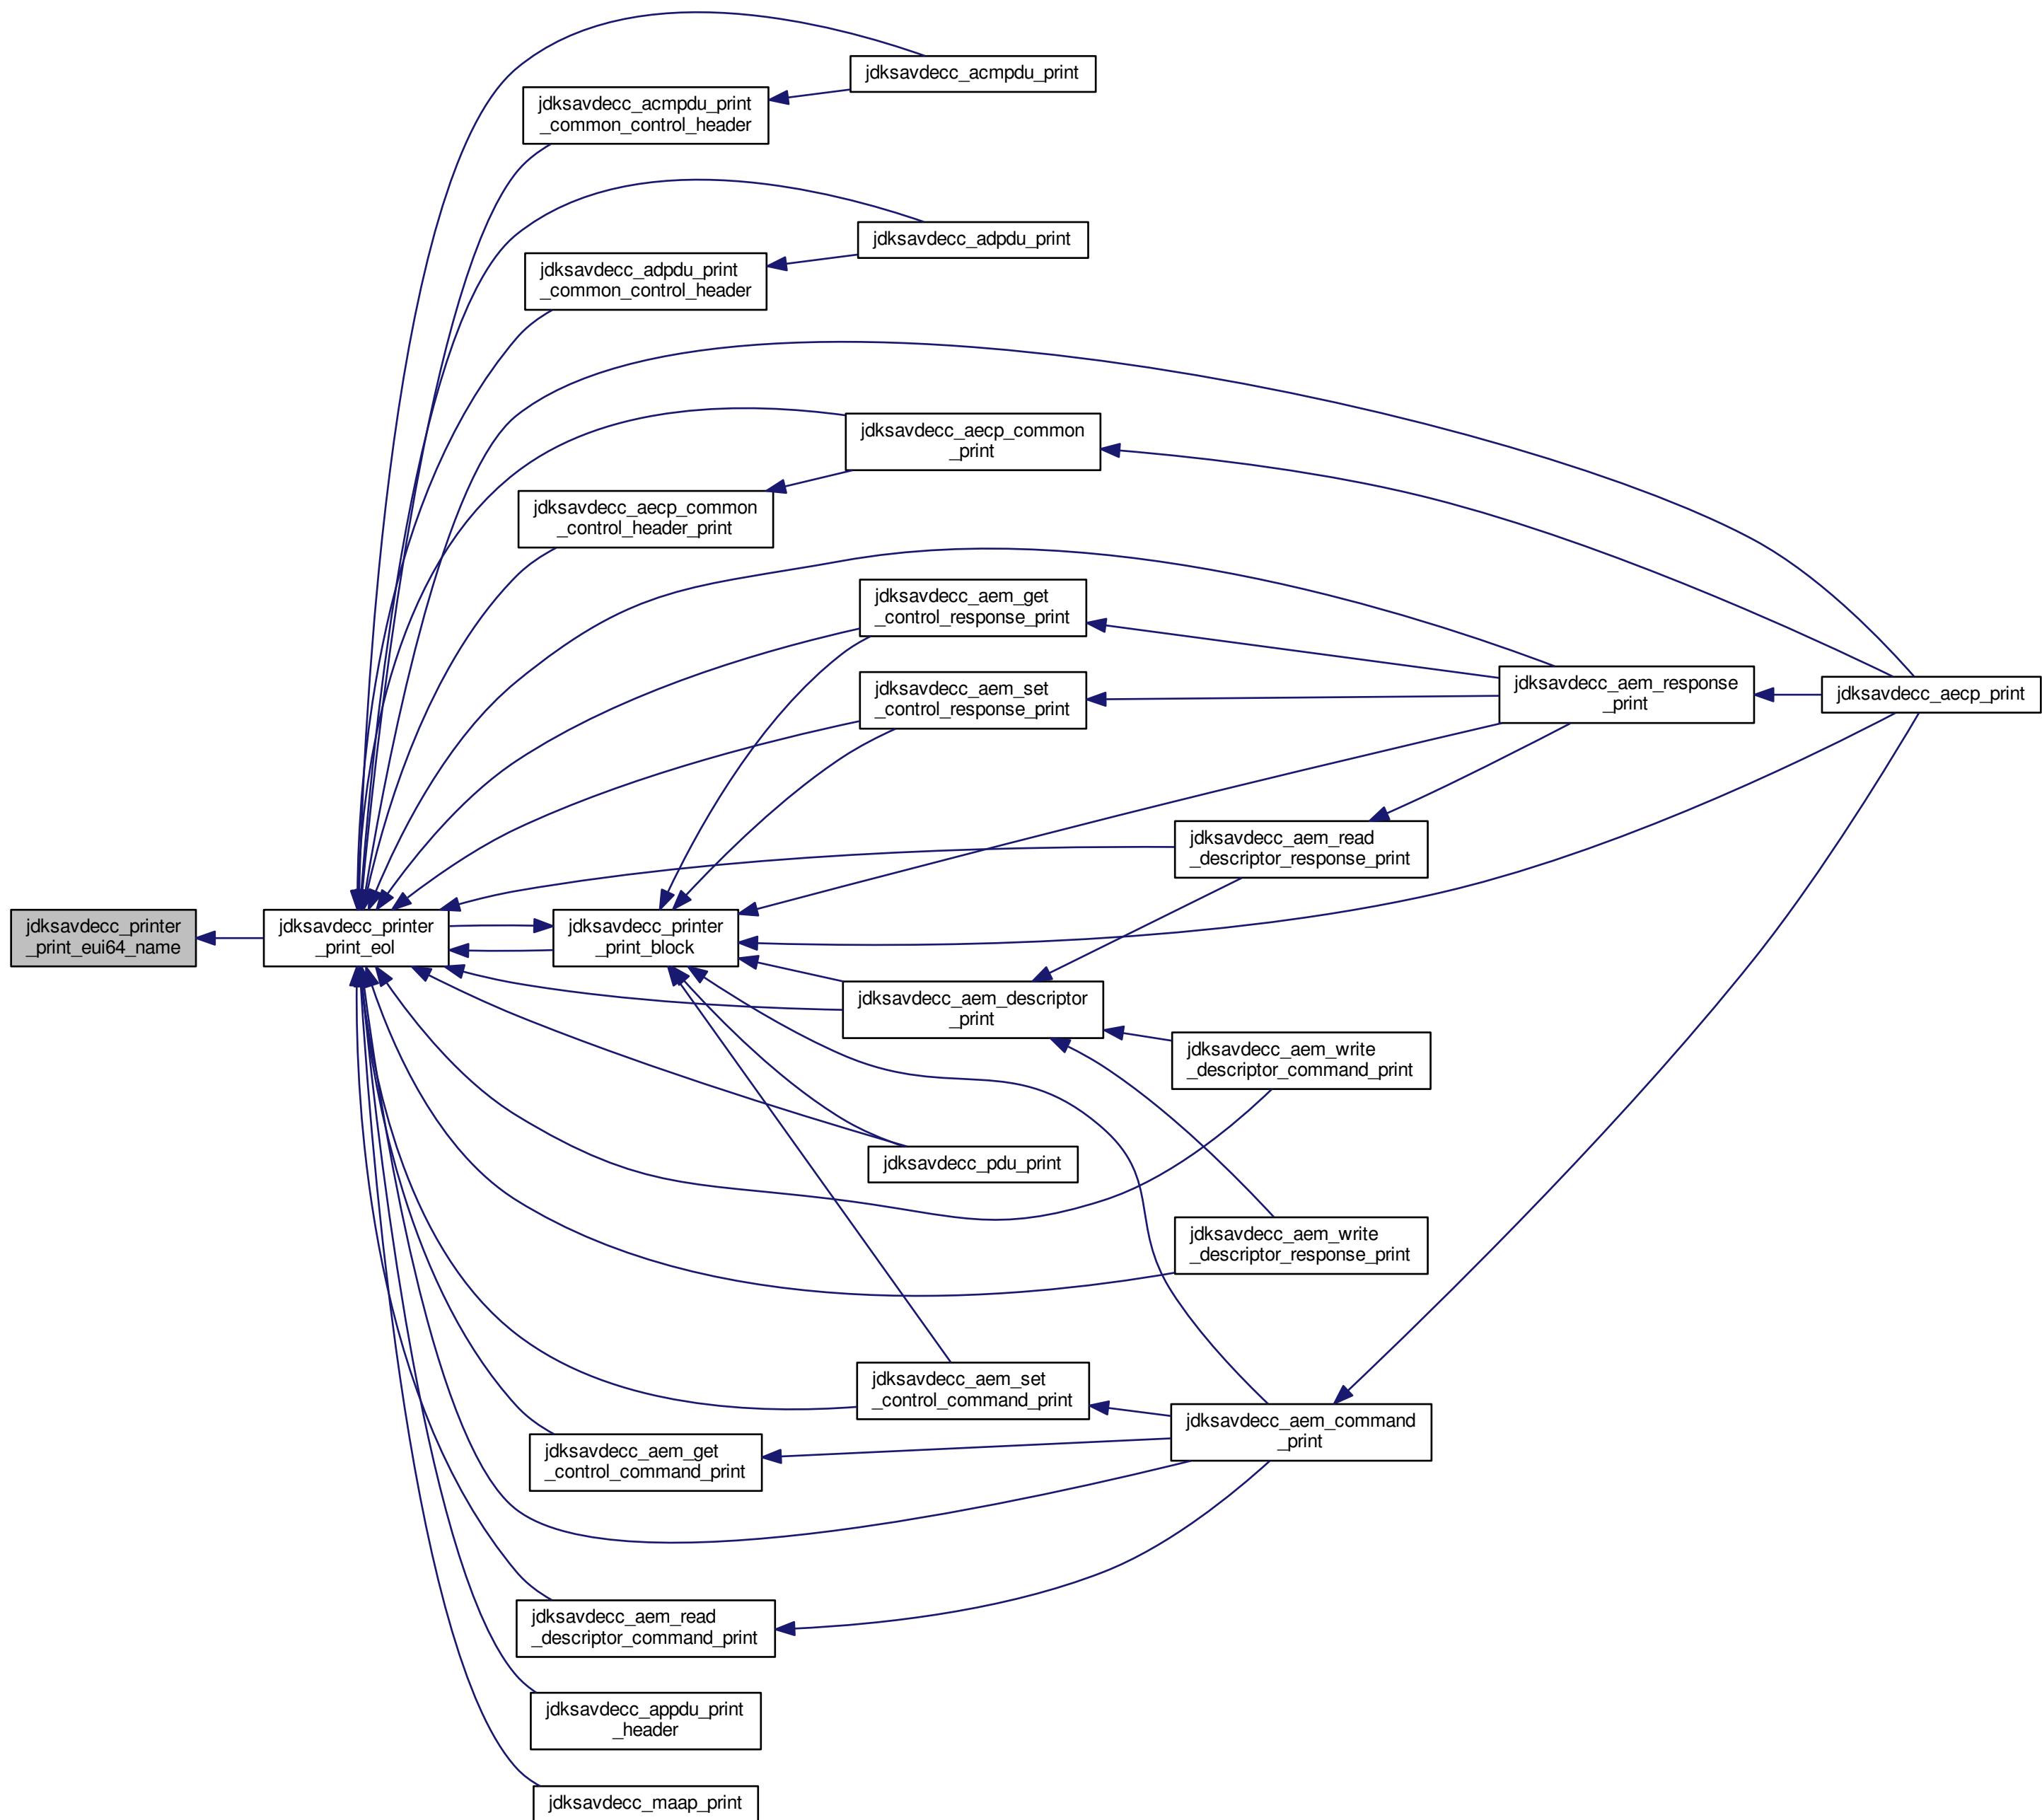 jdksavdecc_acmpdu_print
jdksavdecc_acmpdu_print
_common_control_header
jdksavdecc_adpdu_print
jdksavdecc_adpdu_print
_common_control_header
jdksavdecc_aecp_common
_print
jdksavdecc_aecp_common
_control_header_print
jdksavdecc_aem_get
_control_response_print
jdksavdecc_aem_set
_control_response_print
jdksavdecc_aem_response
_print
jdksavdecc_aecp_print
jdksavdecc_aem_read
_descriptor_response_print
jdksavdecc_printer
_print_eui64_name
jdksavdecc_printer
_print_eol
jdksavdecc_printer
_print_block
jdksavdecc_aem_descriptor
_print
jdksavdecc_aem_write
_descriptor_command_print
jdksavdecc_pdu_print
jdksavdecc_aem_write
_descriptor_response_print
jdksavdecc_aem_set
_control_command_print
jdksavdecc_aem_command
_print
jdksavdecc_aem_get
_control_command_print
jdksavdecc_aem_read
_descriptor_command_print
jdksavdecc_appdu_print
_header
jdksavdecc_maap_print